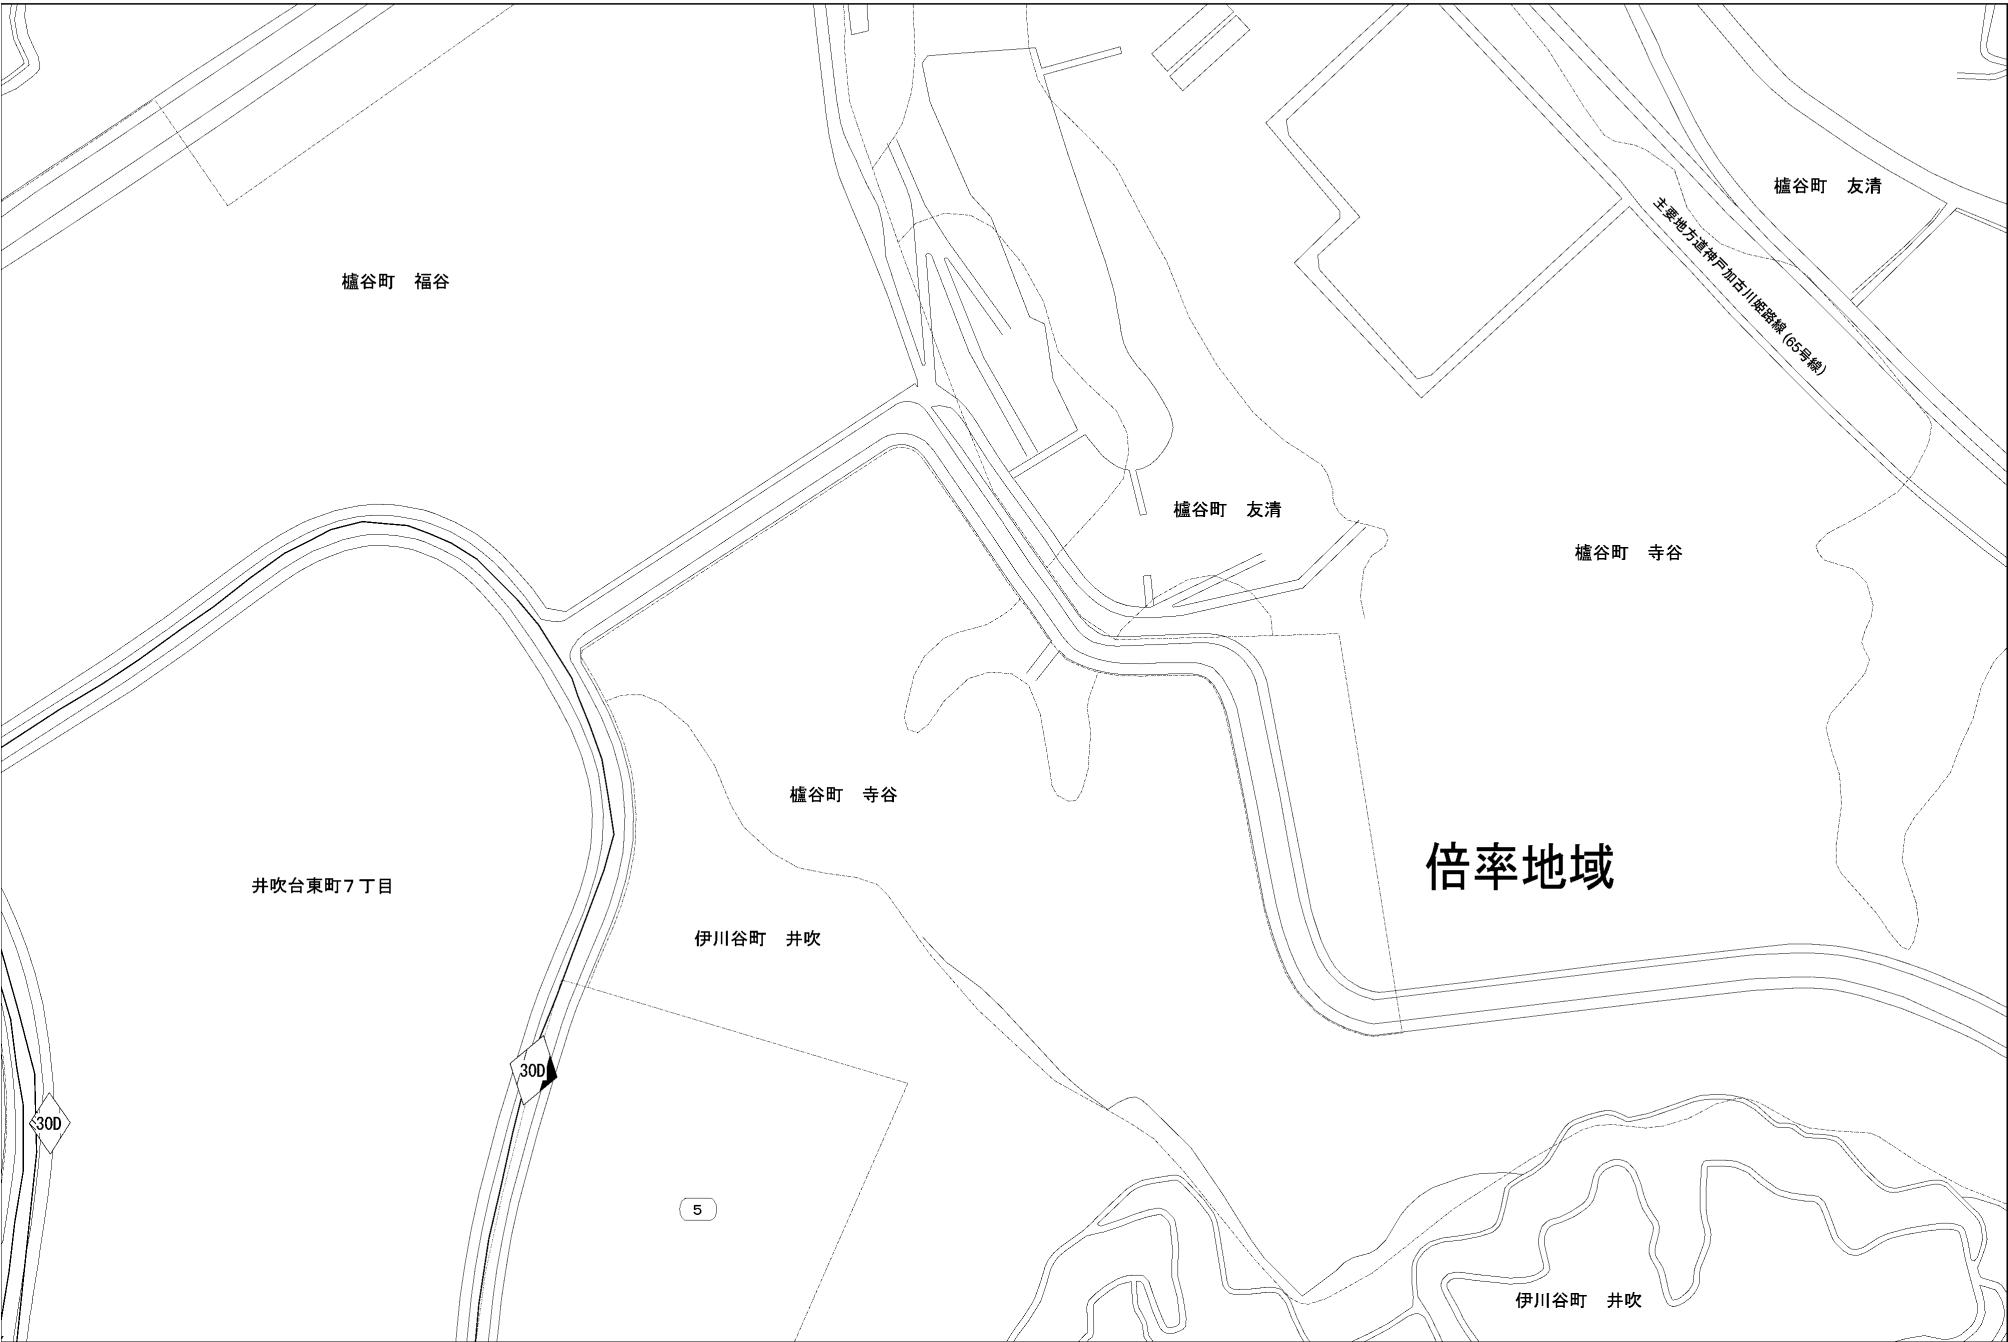 櫨谷町　友清
主要地方道神戸加古川姫路線(65号線)
櫨谷町　福谷
櫨谷町　友清
櫨谷町　寺谷
櫨谷町　寺谷
倍率地域
井吹台東町7丁目
伊川谷町　井吹
30D
30D
5
伊川谷町　井吹